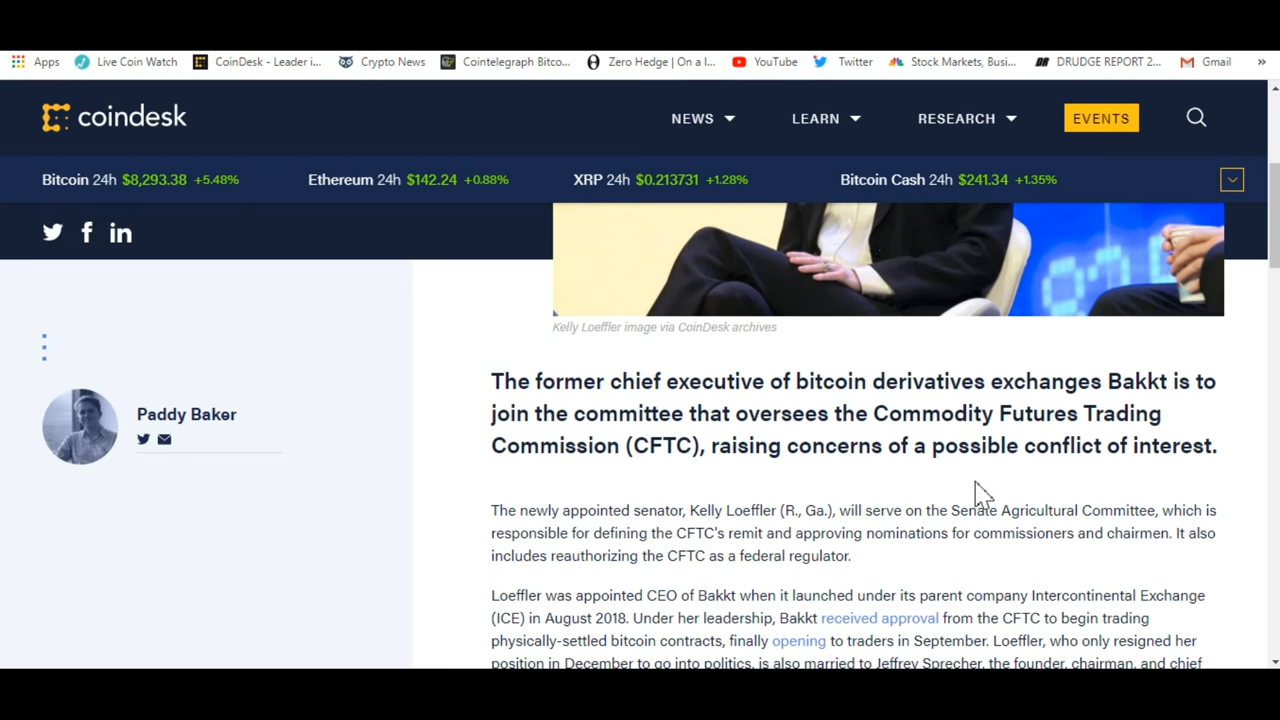 Apps Live Coin Watch CoinDesk - Leader i... Crypto News Cointelegraph Bitco... Zero Hedge | On a l... YouTube Twitter Stock Markets, Busi... DRUDGE REPORT 2... Gmail »
coindesk NEWS LEARN RESEARCH EVENTS
Bitcoin 24h $8,293.38 +5.48% Ethereum 24h $142.24 +0.88% XRP 24h $0.213731 +1.28% Bitcoin Cash 24h $241.34 +1.35%
Kelly Loeffler image via CoinDesk archives
Paddy Baker
The former chief executive of bitcoin derivatives exchanges Bakkt is to
join the committee that oversees the Commodity Futures Trading
Commission (CFTC), raising concerns of a possible conflict of interest.
The newly appointed senator, Kelly Loeffler (R., Ga.), will serve on the Senate Agricultural Committee, which is
responsible for defining the CFTC's remit and approving nominations for commissioners and chairmen. It also
includes reauthorizing the CFTC as a federal regulator.
Loeffler was appointed CEO of Bakkt when it launched under its parent company Intercontinental Exchange
(ICE) in August 2018. Under her leadership, Bakkt received approval from the CFTC to begin trading
physically-settled bitcoin contracts, finally opening to traders in September. Loeffler, who only resigned her
position in December to go into politics, is also married to Jeffrey Sprecher, the founder, chairman, and chief